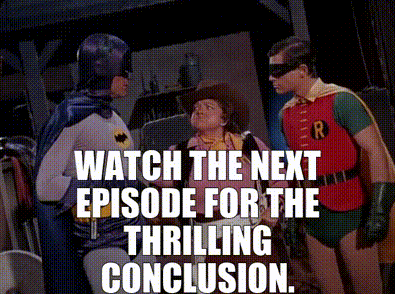 WATCH THE NEXT
EPISODE FOR THE
THRILLING
CONCLUSION.
R